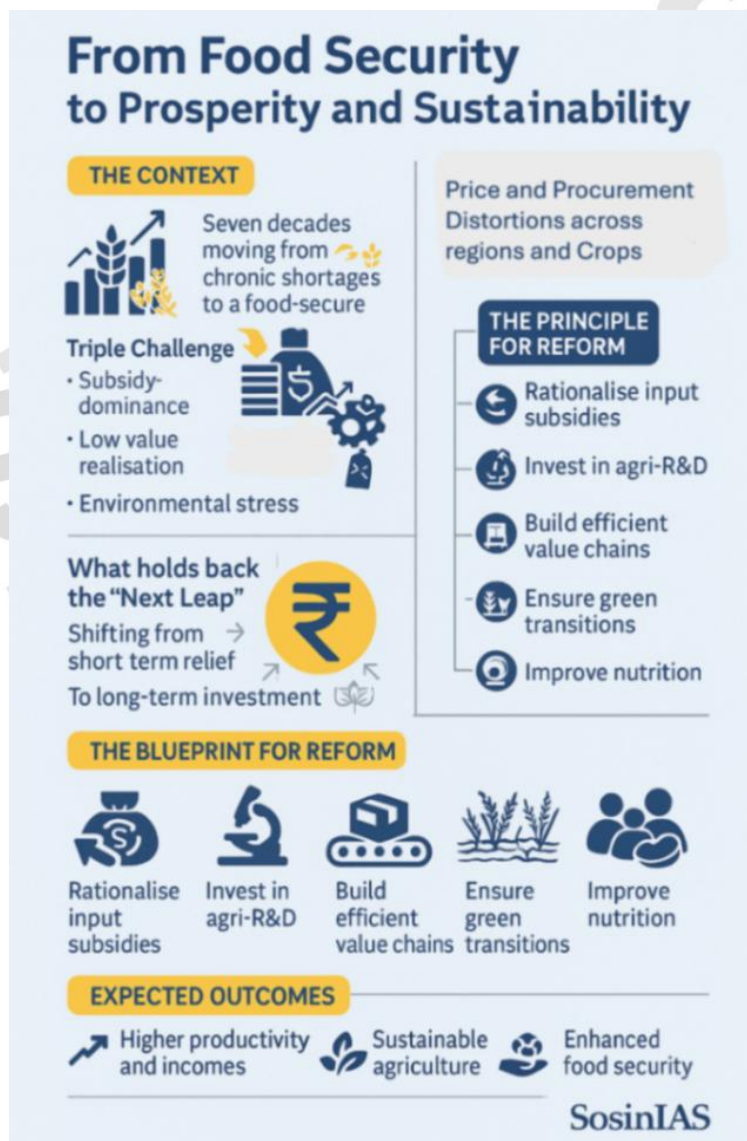 From Food Security
to Prosperity and Sustainability
THE CONTEXT
Seven decades
moving from
chronic shortages
to a food-secure
Triple Challenge
· Subsidy-
dominance
· Low value
realisation
· Environmental stress
What holds back
the “Next Leap”
Shifting from →
short term relief
To long-term investment
Price and Procurement
Distortions across
regions and Crops
THE PRINCIPLE
FOR REFORM
Rationalise input
subsidies
Invest in agri-R&D
Build efficient
value chains
Ensure green
transitions
Improve nutrition
THE BLUEPRINT FOR REFORM
Rationalise
input
subsidies
Invest in
agri-R&D
Build
efficient
value chains
Ensure
green
transitions
Improve
nutrition
EXPECTED OUTCOMES
Higher productivity
and incomes
Sustainable
agriculture
Enhanced
food security
SosinIAS